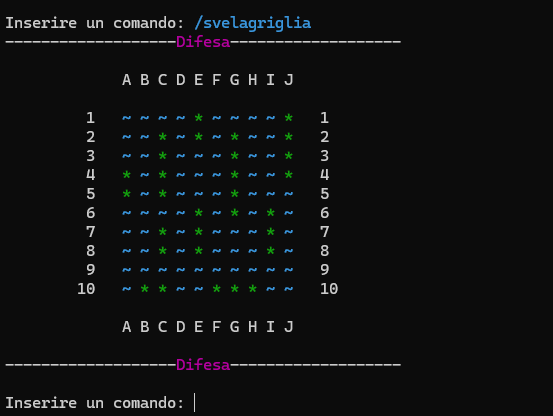 Inserire un comando: /svelagriglia
-------------------Difesa-------------------
A B C D E F G H I J
1 ~ ~ ~ ~ * ~ ~ ~ ~ * 1
2 ~ ~ * ~ * ~ * ~ ~ * 2
3 ~ ~ * ~ ~ ~ * ~ ~ * 3
4 * ~ * ~ ~ ~ * ~ ~ * 4
5 * ~ * ~ ~ ~ * ~ ~ ~ 5
6 ~ ~ ~ ~ * ~ * ~ * ~ 6
7 ~ ~ * ~ * ~ ~ ~ * ~ 7
8 ~ ~ * ~ * ~ ~ ~ * ~ 8
9 ~ ~ ~ ~ ~ ~ ~ ~ ~ ~ 9
10 ~ * * ~ ~ * * * ~ ~ 10
A B C D E F G H I J
-------------------Difesa-------------------
Inserire un comando: